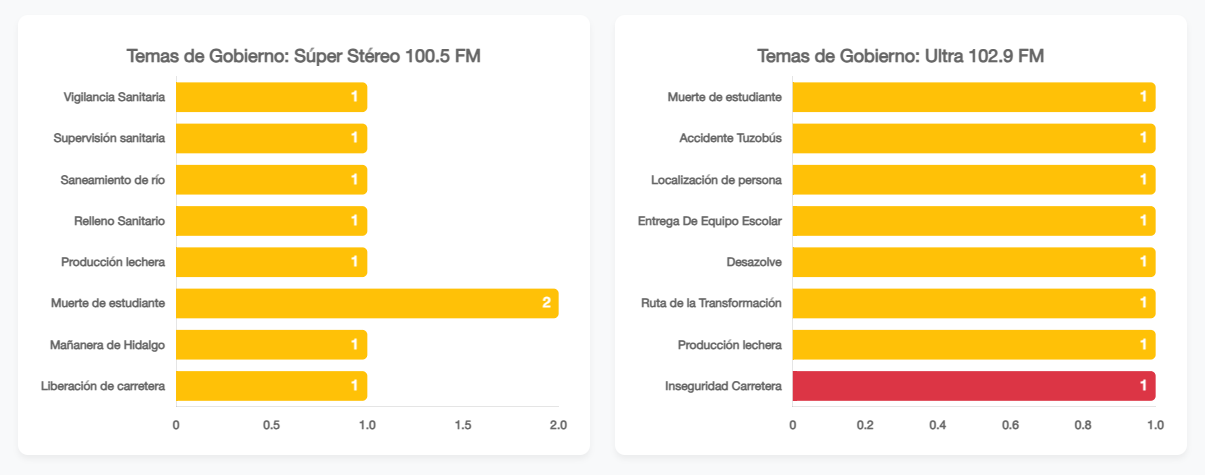 Temas de Gobierno: Súper Stéreo 100.5 FM
Vigilancia Sanitaria 1
Supervisión sanitaria 1
Saneamiento de río 1
Relleno Sanitario 1
Producción lechera 1
Muerte de estudiante 2
Mañanera de Hidalgo 1
Liberación de carretera 1
0 0.5 1.0 1.5 2.0
Temas de Gobierno: Ultra 102.9 FM
Muerte de estudiante 1
Accidente Tuzobús 1
Localización de persona 1
Entrega De Equipo Escolar 1
Desazolve 1
Ruta de la Transformación 1
Producción lechera 1
Inseguridad Carretera 1
0 0.2 0.4 0.6 0.8 1.0